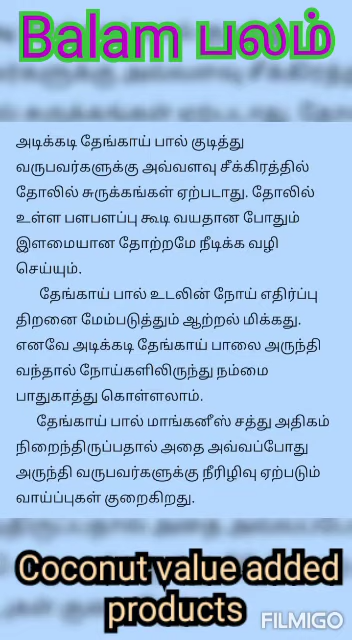 Balam பலம்
அடிக்கடி தேங்காய் பால் குடித்து
வருபவர்களுக்கு அவ்வளவு சீக்கிரத்தில்
தோலில் சுருக்கங்கள் ஏற்படாது. தோலில்
உள்ள பளபளப்பு கூடி வயதான போதும்
இளமையான தோற்றமே நீடிக்க வழி
செய்யும்.
தேங்காய் பால் உடலின் நோய் எதிர்ப்பு
திறனை மேம்படுத்தும் ஆற்றல் மிக்கது.
எனவே அடிக்கடி தேங்காய் பாலை அருந்தி
வந்தால் நோய்களிலிருந்து நம்மை
பாதுகாத்து கொள்ளலாம்.
தேங்காய் பால் மாங்கனீஸ் சத்து அதிகம்
நிறைந்திருப்பதால் அதை அவ்வப்போது
அருந்தி வருபவர்களுக்கு நீரிழிவு ஏற்படும்
வாய்ப்புகள் குறைகிறது.
Coconut value added
products
FILMIGO